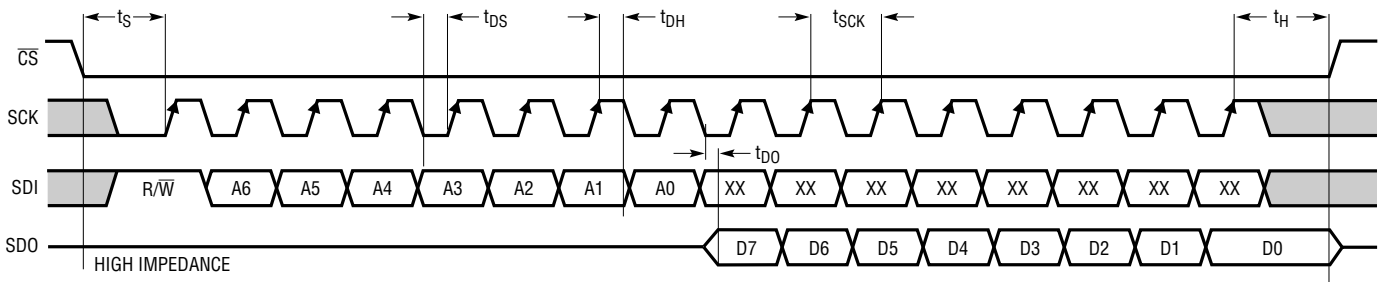 tS tDS tDH tSCK tH
C̅S̅
SCK
tDO
SDI R/W̅ A6 A5 A4 A3 A2 A1 A0 XX XX XX XX XX XX XX XX
SDO D7 D6 D5 D4 D3 D2 D1 D0
HIGH IMPEDANCE